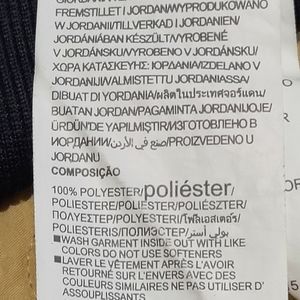 FREMSTILLET I JORDAN/WYPRODUKOWANO
W JORDANII/TILLVERKAD I JORDANIEN/
JORDÁNIÁBAN KÉSZÜLT/VYROBENÉ
V JORDÁNSKU/VYROBENO V JORDÁNSKU/
ΧΩΡΑ ΚΑΤΑΣΚΕΥΗΣ: ΙΟΡΔΑΝΙΑ/IZDELANO V
JORDANIJI/VALMISTETTU JORDANIASSA/
DIBUAT DI YORDANIA/ผลิตในประเทศจอร์แดน/
BUATAN JORDAN/PAGAMINTA JORDANIJOJE/
ÜRDÜN'DE YAPILMIŞTIR/ИЗГОТОВЛЕНО В
ИОРДАНИИ/صنع في الأردن/PROIZVEDENO U
JORDANU
COMPOSIÇÃO
100% POLYESTER/poliéster/
POLIESTERE/POLIESTER/POLIÉSZTER/
ΠΟΛΥΕΣΤΕΡ/POLYESTERI/โพลีเอสเตอร์/
POLIESTERIS/ПОЛИЭСТЕР/بولي أستر
■WASH GARMENT INSIDE OUT WITH LIKE
COLORS DO NOT USE SOFTENERS
■LAVER LE VÊTEMENT APRÈS L'AVOIR
RETOURNÉ SUR L'ENVERS ET AVEC DES
COULEURS SIMILAIRES NE PAS UTILISER D'
ASSOUPLISSANTS